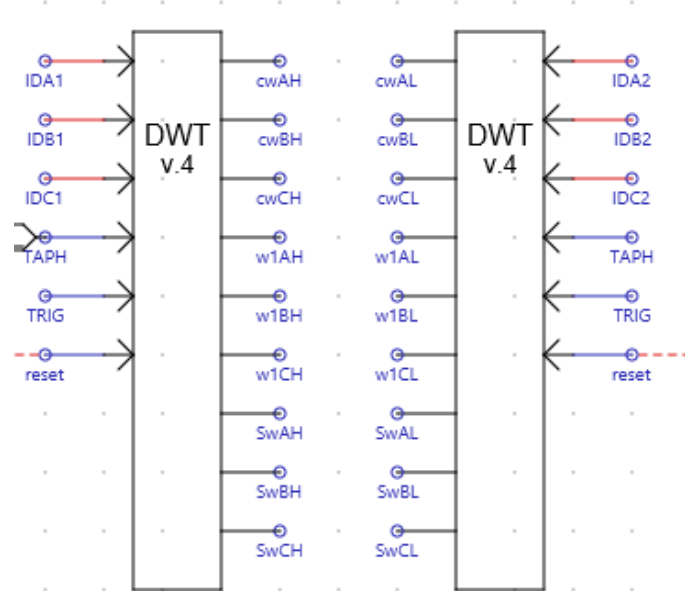 IDA1
IDB1
IDC1
TAPH
TRIG
reset
DWT
v.4
cwAH
cwBH
cwCH
w1AH
w1BH
w1CH
SwAH
SwBH
SwCH
cwAL
cwBL
cwCL
w1AL
w1BL
w1CL
SwAL
SwBL
SwCL
DWT
v.4
IDA2
IDB2
IDC2
TAPH
TRIG
reset